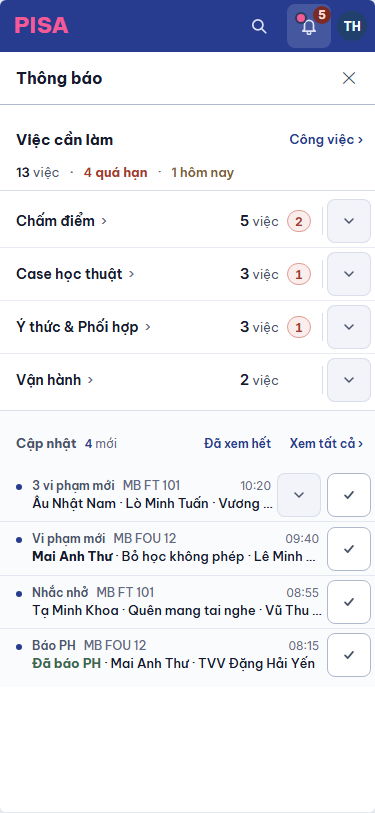 PISA
5
TH
Thông báo
Việc cần làm
Công việc ›
13 việc · 4 quá hạn · 1 hôm nay
Chấm điểm › 5 việc 2
Case học thuật › 3 việc 1
Ý thức & Phối hợp › 3 việc 1
Vận hành › 2 việc
Cập nhật 4 mới Đã xem hết Xem tất cả ›
3 vi phạm mới MB FT 101 10:20
Âu Nhật Nam · Lò Minh Tuấn · Vương ...
Vi phạm mới MB FOU 12 09:40
Mai Anh Thư · Bỏ học không phép · Lê Minh ...
Nhắc nhở MB FT 101 08:55
Tạ Minh Khoa · Quên mang tai nghe · Vũ Thu ...
Báo PH MB FOU 12 08:15
Đã báo PH · Mai Anh Thư · TVV Đặng Hải Yến